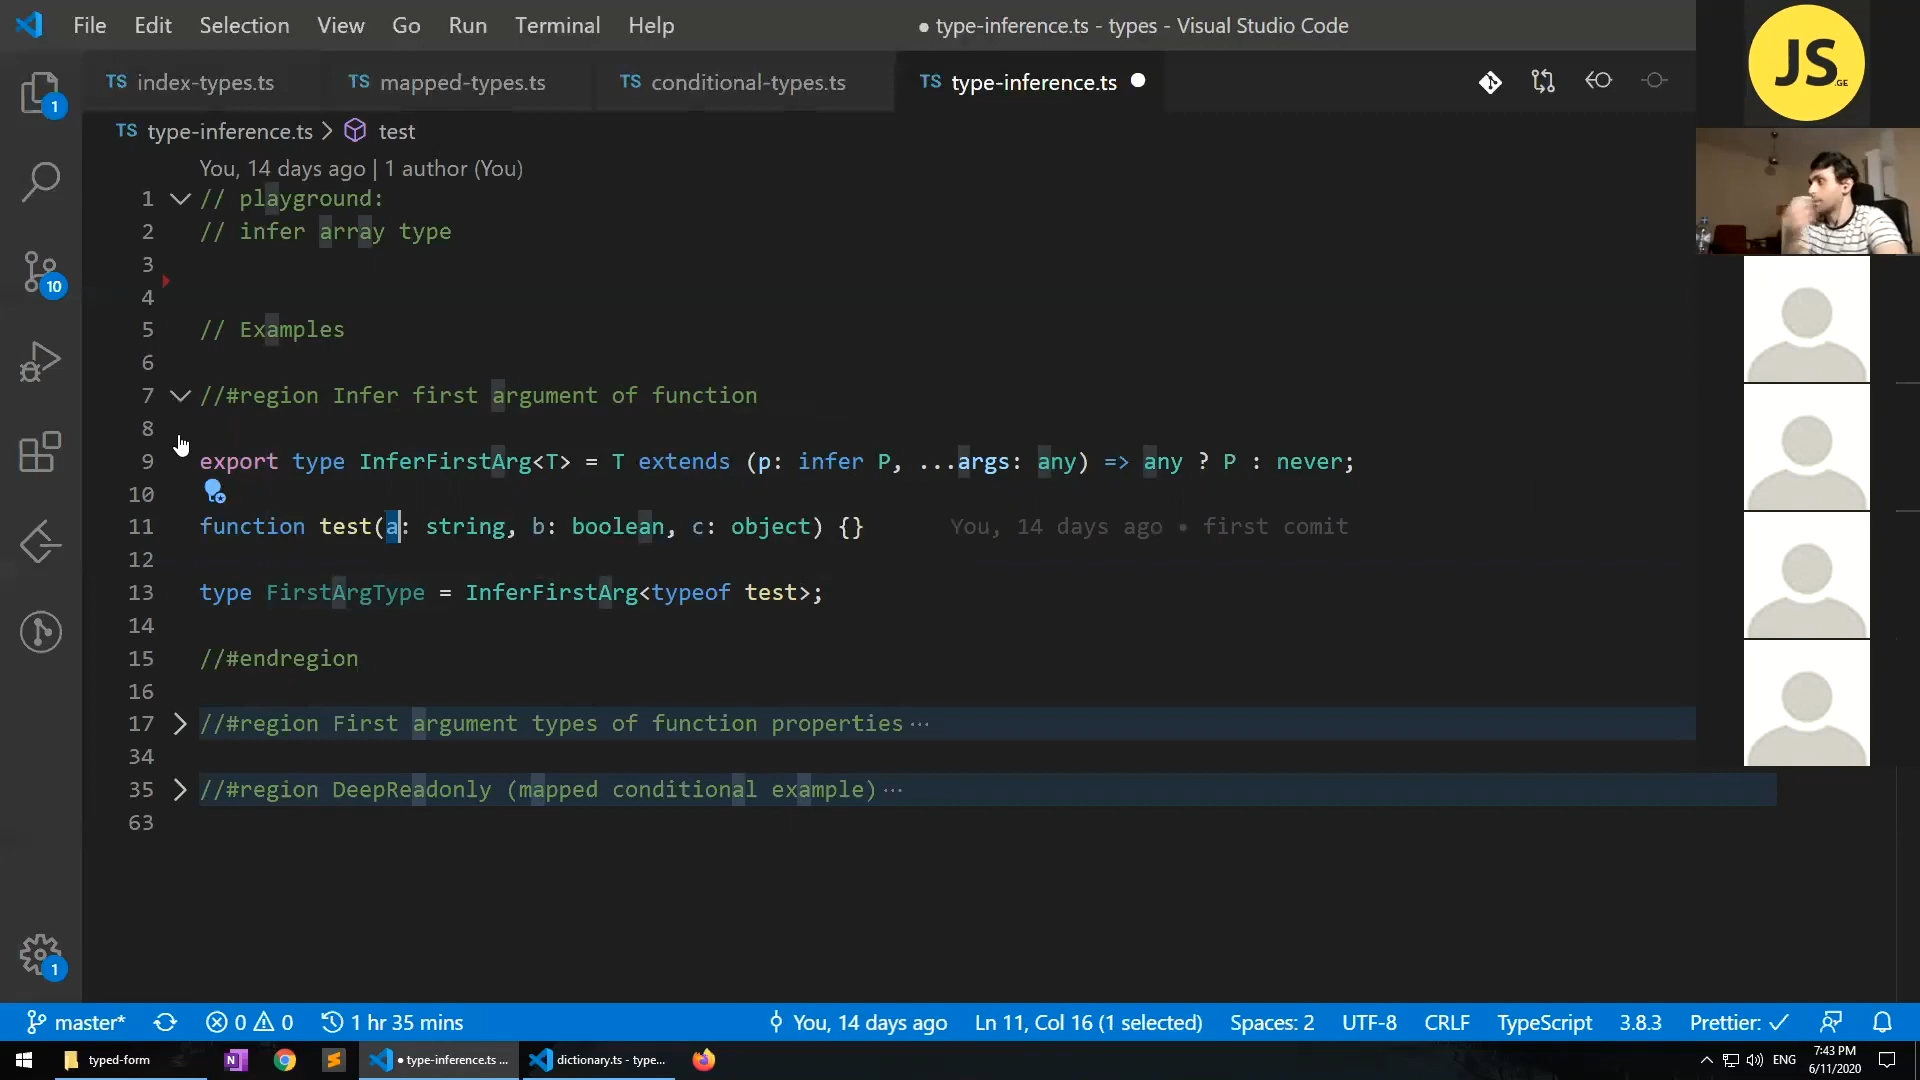 File Edit Selection View Go Run Terminal Help
● type-inference.ts - types - Visual Studio Code
JS
.GE
TS index-types.ts
TS mapped-types.ts
TS conditional-types.ts
TS type-inference.ts
TS type-inference.ts > test
You, 14 days ago | 1 author (You)
1 // playground:
2 // infer array type
3
4
5 // Examples
6
7 //#region Infer first argument of function
8
9 export type InferFirstArg<T> = T extends (p: infer P, ...args: any) => any ? P : never;
10
11 function test(a: string, b: boolean, c: object) {} You, 14 days ago • first comit
12
13 type FirstArgType = InferFirstArg<typeof test>;
14
15 //#endregion
16
17 //#region First argument types of function properties ...
34
35 //#region DeepReadonly (mapped conditional example) ...
63
1
10
1
master* 0 0 1 hr 35 mins You, 14 days ago Ln 11, Col 16 (1 selected) Spaces: 2 UTF-8 CRLF TypeScript 3.8.3 Prettier: ✓
typed-form
N
S
● type-inference.ts ...
dictionary.ts - type...
ENG
7:43 PM
6/11/2020